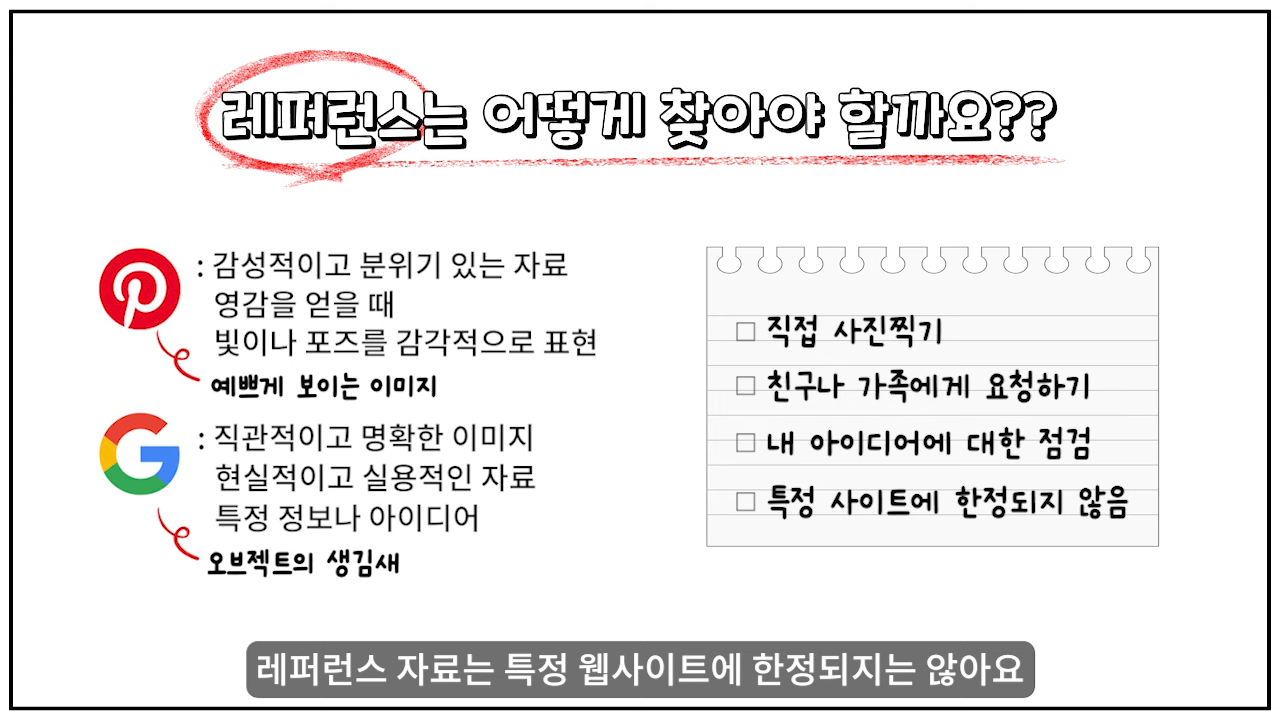 레퍼런스는 어떻게 찾아야 할까요??
: 감성적이고 분위기 있는 자료
영감을 얻을 때
빛이나 포즈를 감각적으로 표현
예쁘게 보이는 이미지
: 직관적이고 명확한 이미지
현실적이고 실용적인 자료
특정 정보나 아이디어
오브젝트의 생김새
□ 직접 사진찍기
□ 친구나 가족에게 요청하기
□ 내 아이디어에 대한 점검
□ 특정 사이트에 한정되지 않음
레퍼런스 자료는 특정 웹사이트에 한정되지는 않아요